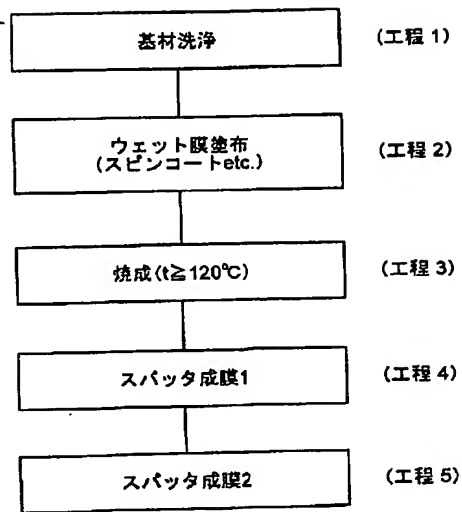 基材洗浄 (工程 1)
ウェット膜塗布
(スピンコートetc.) (工程 2)
焼成(t≧120℃) (工程 3)
スパッタ成膜1 (工程 4)
スパッタ成膜2 (工程 5)